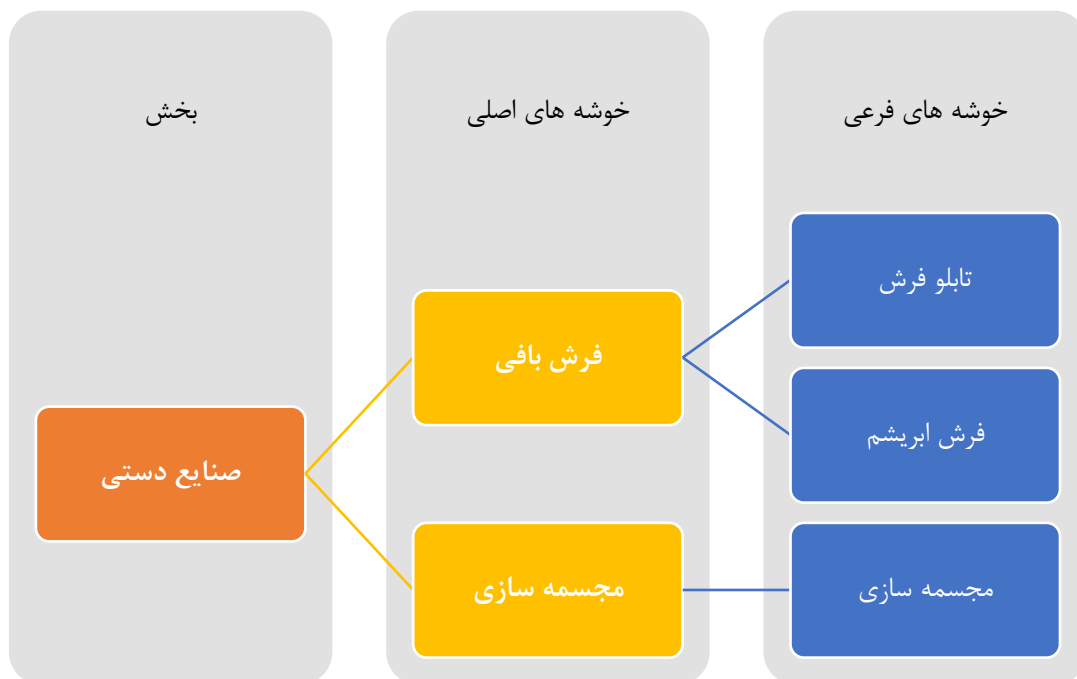 بخش
خوشه های اصلی
خوشه های فرعی
صنایع دستی
فرش بافی
مجسمه سازی
تابلو فرش
فرش ابریشم
مجسمه سازی